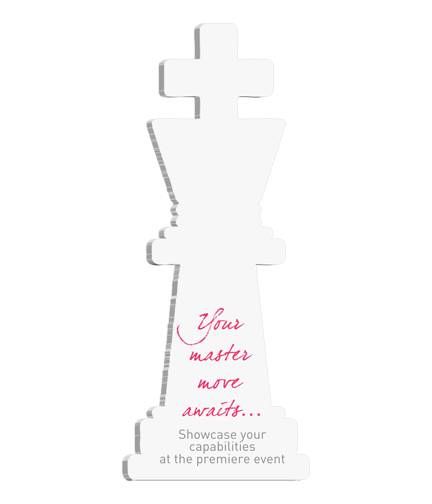 Your
master
move
awaits...
Showcase your
capabilities
at the premiere event